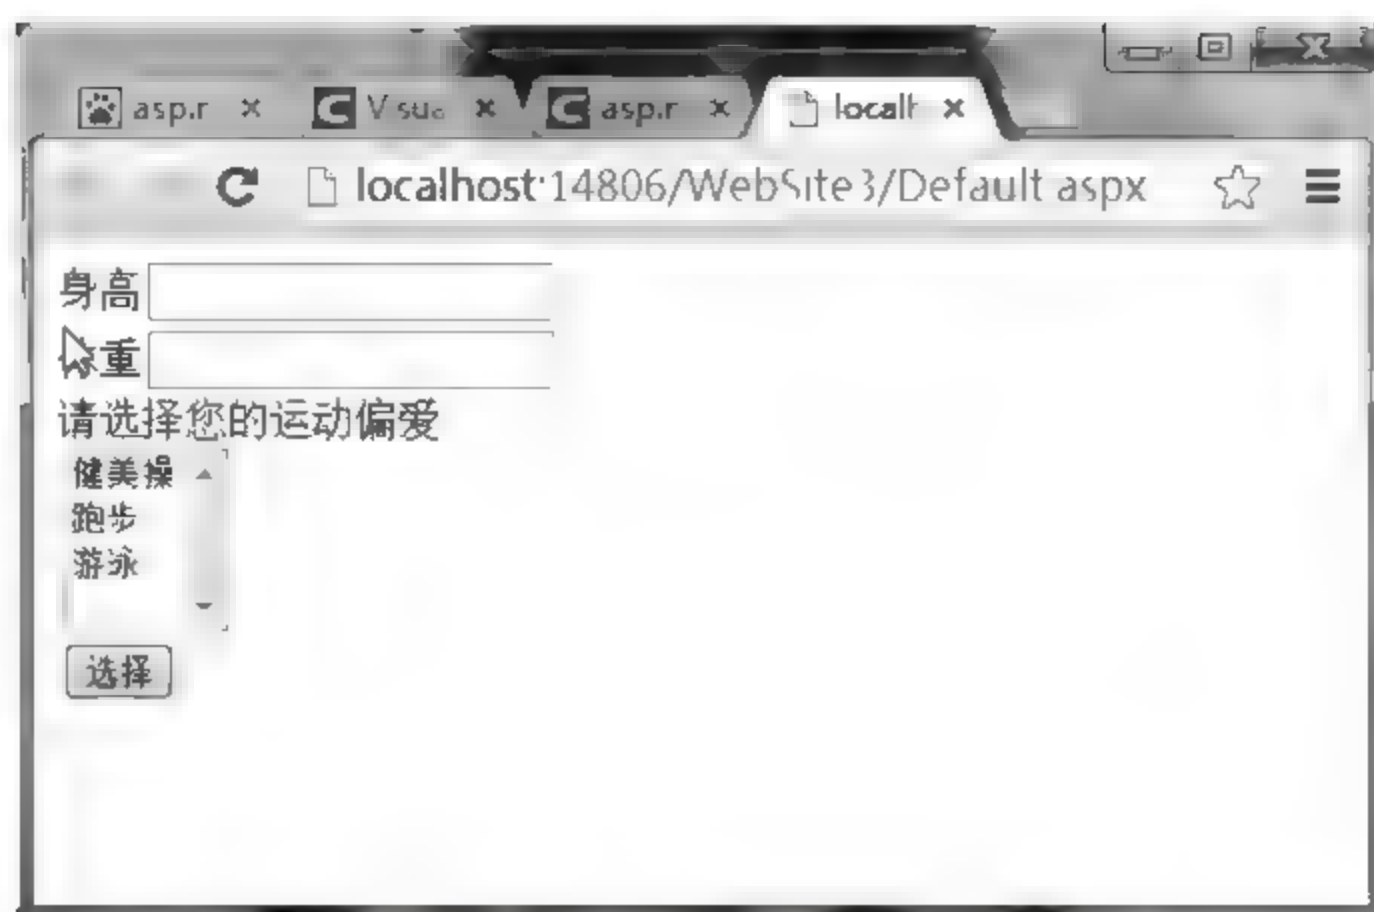 asp.r
V sua
asp.r
localh
localhost:14806/WebSite3/Default.aspx
身高
重
请选择您的运动偏爱
健美操
跑步
游泳
选择